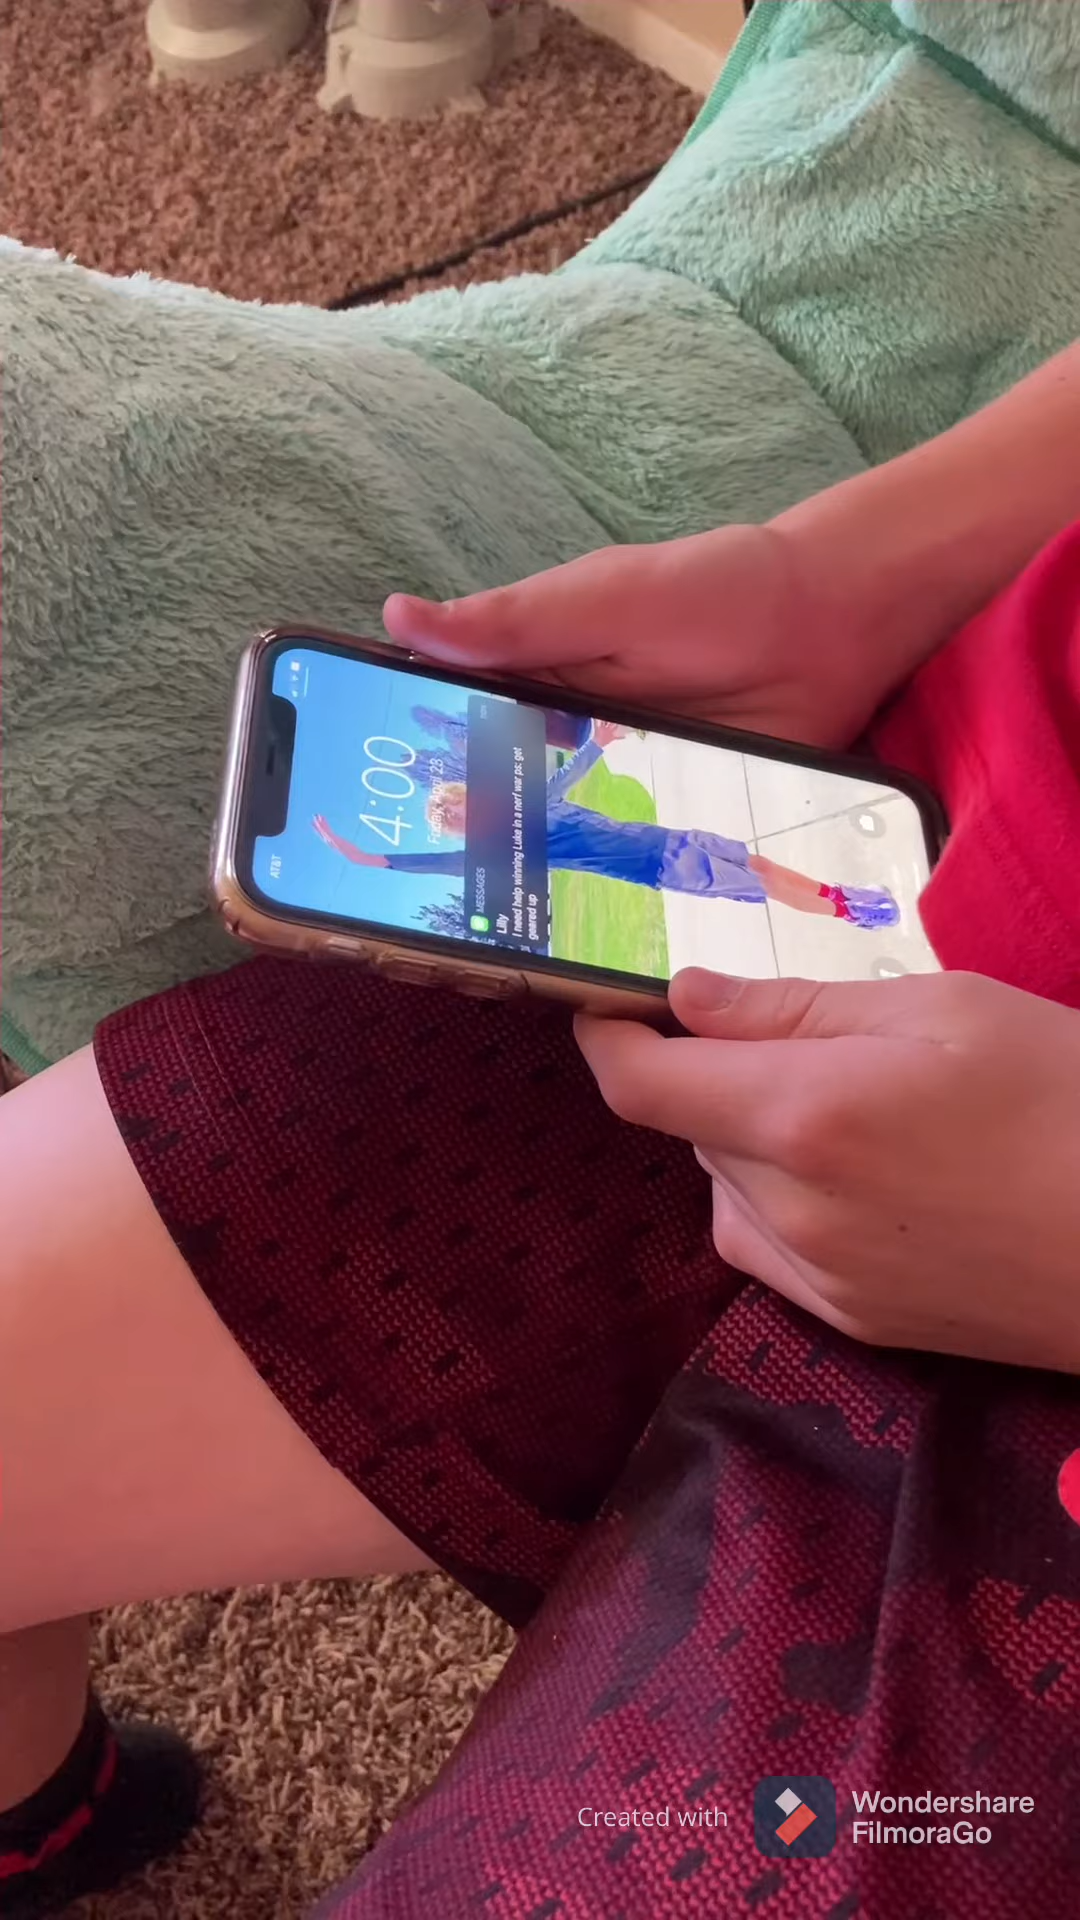 AT&T
4:00
Friday, April 23
MESSAGES
Lilly
I need help winning Luke in a nerf war ps: get
geared up
Created with
Wondershare
FilmoraGo